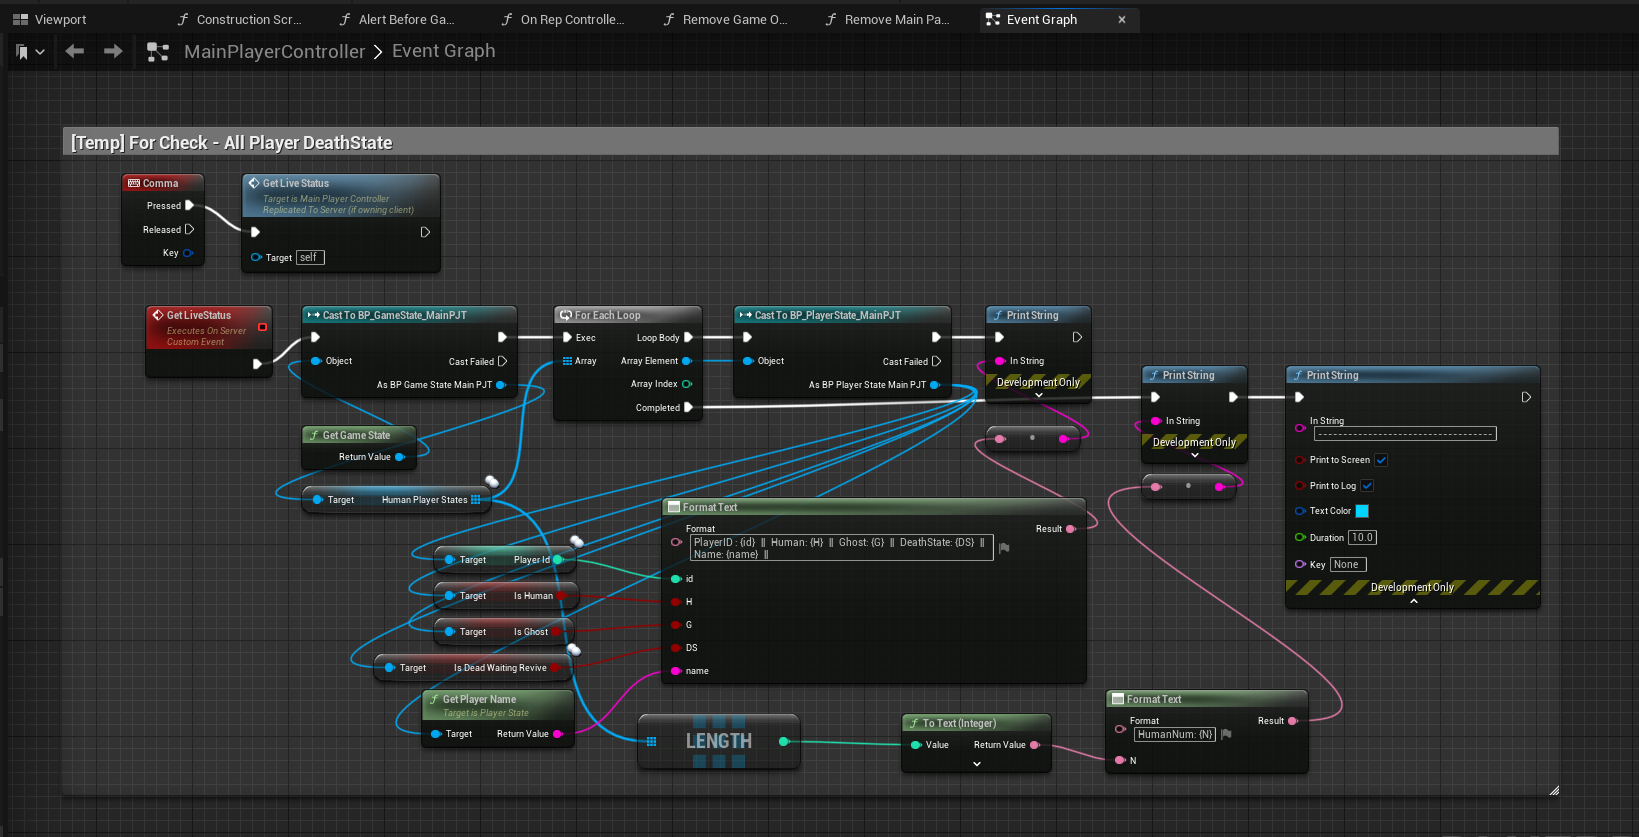 Viewport
Construction Scr...
Alert Before Ga...
On Rep Controlle...
Remove Game O...
Remove Main Pa...
Event Graph
MainPlayerController > Event Graph
[Temp] For Check - All Player DeathState
Comma
Pressed
Released
Key
Get Live Status
Target is Main Player Controller
Replicated To Server (if owning client)
Target self
Get LiveStatus
Executes On Server
Custom Event
Cast To BP_GameState_MainPJT
Object
Cast Failed
As BP Game State Main PJT
For Each Loop
Exec Loop Body
Array Array Element
Array Index
Completed
Cast To BP_PlayerState_MainPJT
Object
Cast Failed
As BP Player State Main PJT
Print String
In String
Development Only
Print String
In String
Development Only
Print String
In String
------------------------------------
Print to Screen
Print to Log
Text Color
Duration 10.0
Key None
Development Only
Get Game State
Return Value
Target Human Player States
Target Player Id
Target Is Human
Target Is Ghost
Target Is Dead Waiting Revive
Get Player Name
Target is Player State
Target Return Value
Format Text
Format Result
PlayerID : {id} || Human: {H} || Ghost: {G} || DeathState: {DS} ||
Name: {name} ||
id
H
G
DS
name
LENGTH
To Text (Integer)
Value Return Value
Format Text
Format Result
HumanNum: {N}
N